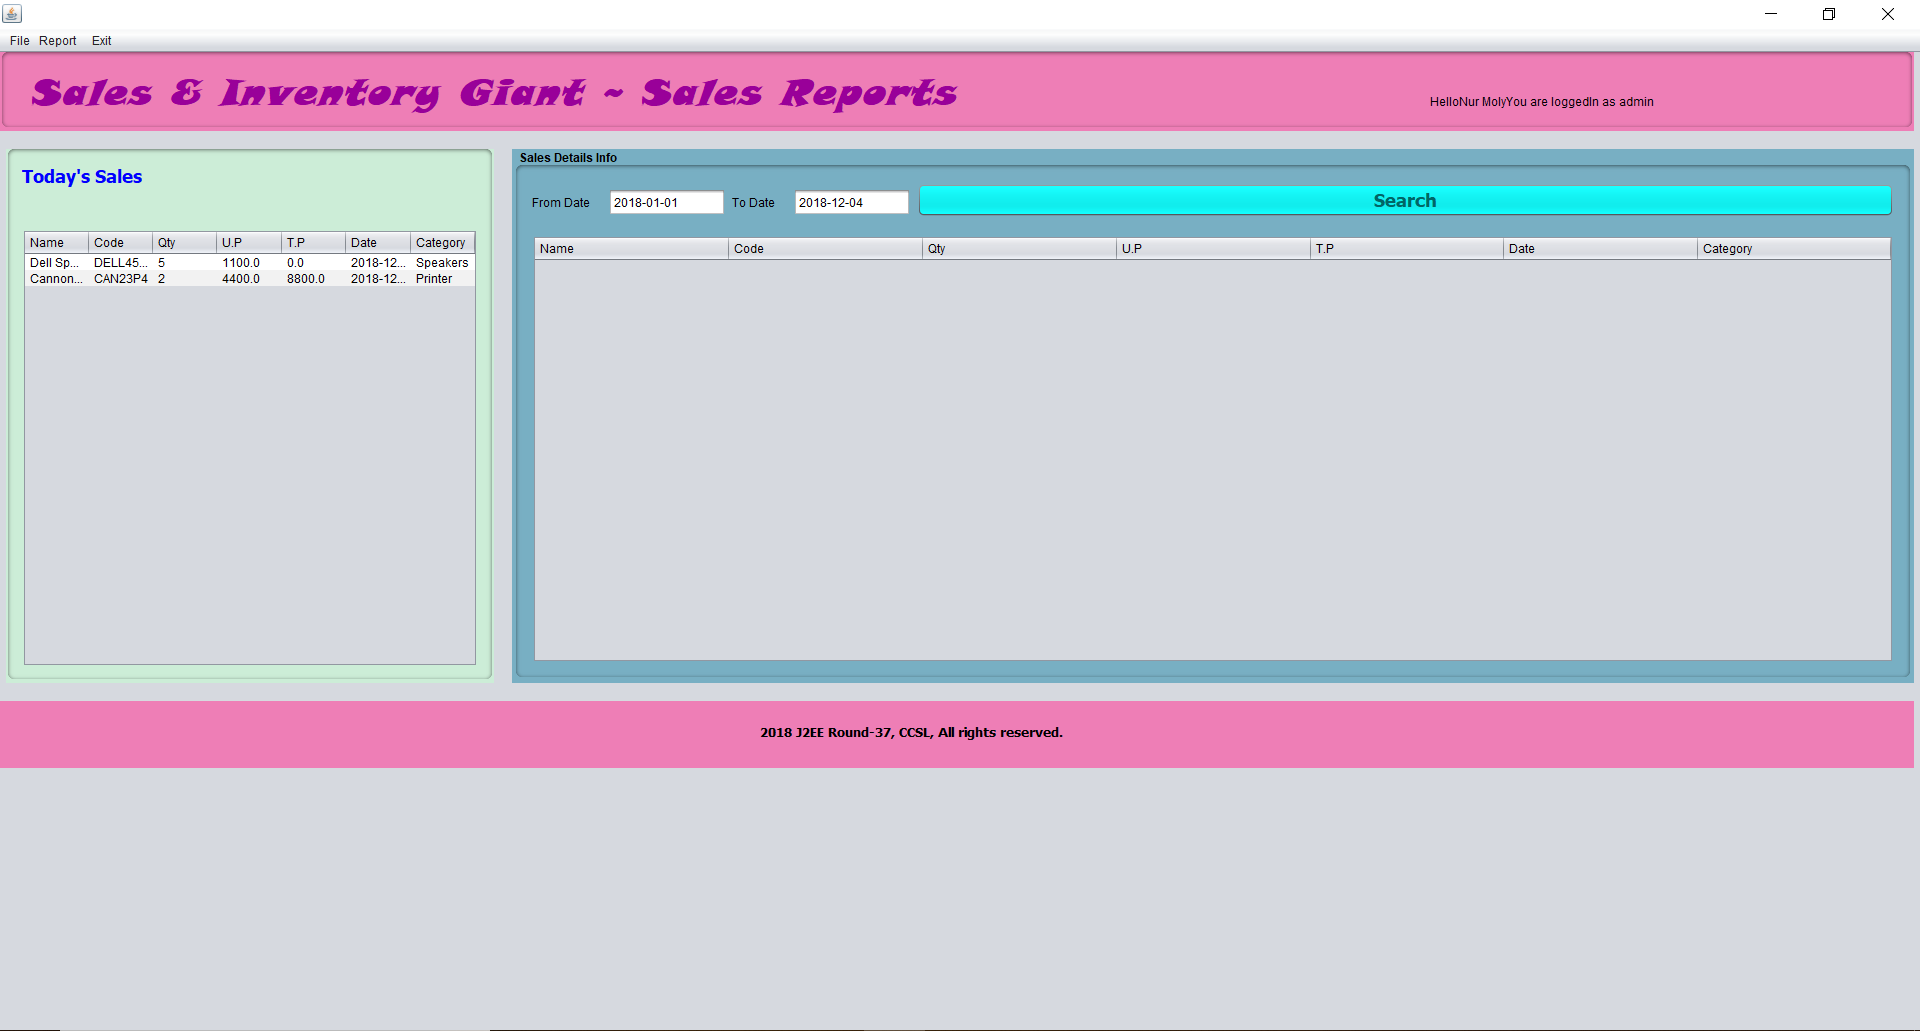 File Report Exit
Sales & Inventory Giant ~ Sales Reports
HelloNur MolyYou are loggedIn as admin
Today's Sales
Name Code Qty U.P T.P Date Category
Dell Sp... DELL45... 5 1100.0 0.0 2018-12... Speakers
Cannon... CAN23P4 2 4400.0 8800.0 2018-12... Printer
Sales Details Info
From Date 2018-01-01 To Date 2018-12-04 Search
Name Code Qty U.P T.P Date Category
2018 J2EE Round-37, CCSL, All rights reserved.